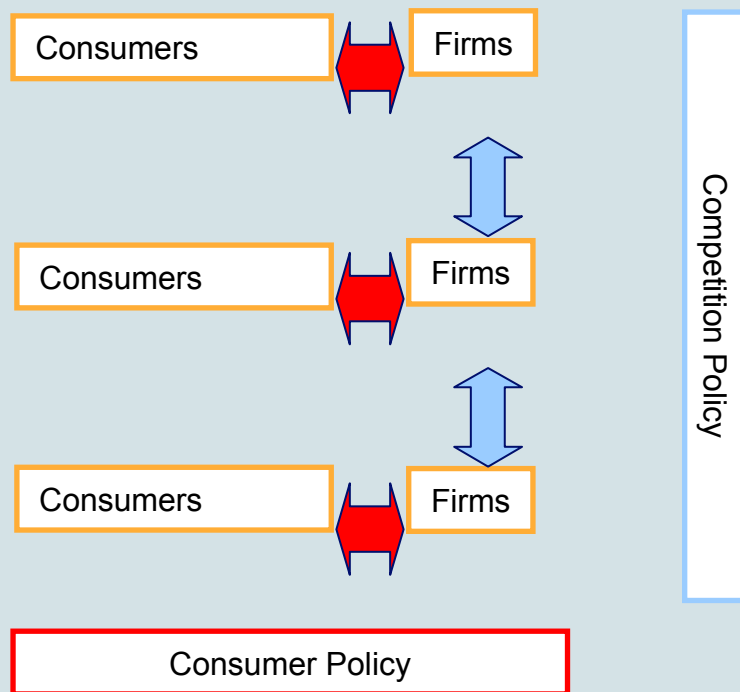 Consumers
Firms
Consumers
Firms
Consumers
Firms
Competition Policy
Consumer Policy